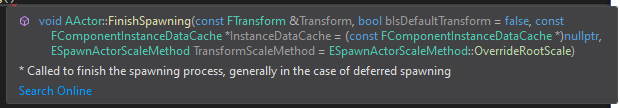 void AActor::FinishSpawning(const FTransform &Transform, bool bIsDefaultTransform = false, const
FComponentInstanceDataCache *InstanceDataCache = (const FComponentInstanceDataCache *)nullptr,
ESpawnActorScaleMethod TransformScaleMethod = ESpawnActorScaleMethod::OverrideRootScale)
* Called to finish the spawning process, generally in the case of deferred spawning
Search Online